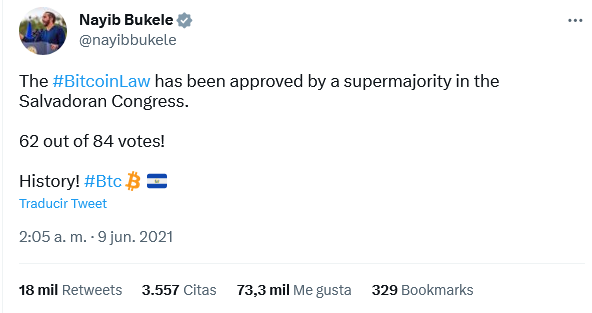 Nayib Bukele
@nayibbukele
The #BitcoinLaw has been approved by a supermajority in the
Salvadoran Congress.
62 out of 84 votes!
History! #Btc
Traducir Tweet
2:05 a. m. · 9 jun. 2021
18 mil Retweets 3.557 Citas 73,3 mil Me gusta 329 Bookmarks